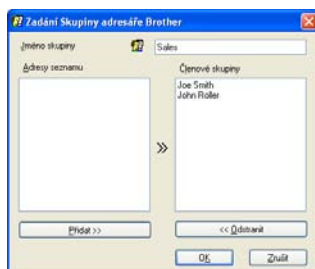 Zadání Skupiny adresáře Brother
Jméno skupiny
Sales
Adresy seznamu
Členové skupiny
Joe Smith
John Roller
Přidat >>
<< Odstranit
OK
Zrušit